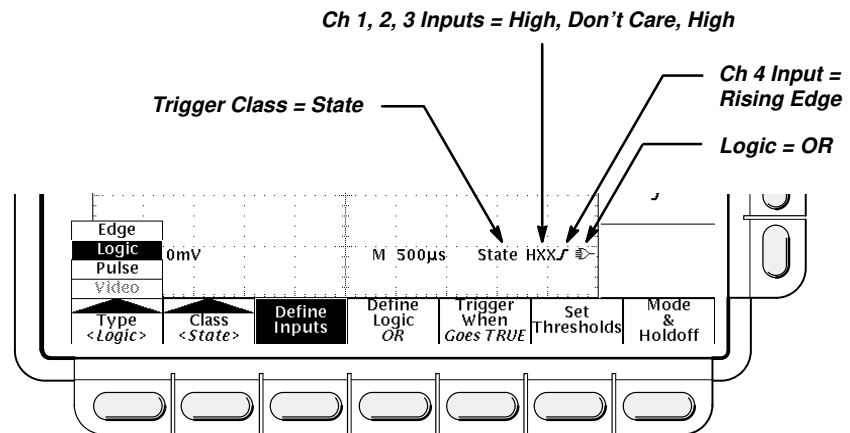 Ch 1, 2, 3 Inputs = High, Don't Care, High
Ch 4 Input =
Rising Edge
Trigger Class = State
Logic = OR
Edge
Logic
Pulse
Video
0mV
M 500µs
State HXX
Type
<Logic>
Class
<State>
Define
Inputs
Define
Logic
OR
Trigger
When
Goes TRUE
Set
Thresholds
Mode
&
Holdoff